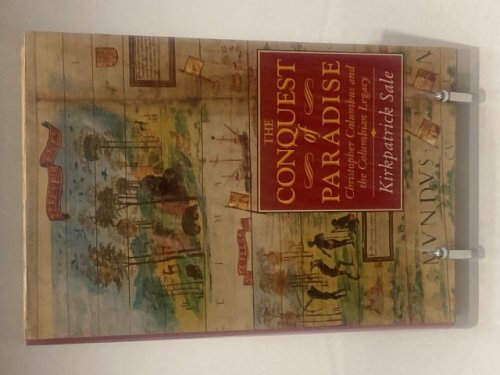 THE
CONQUEST
of
PARADISE
Christopher Columbus and
the Columbian Legacy
Kirkpatrick Sale
MVNDVS